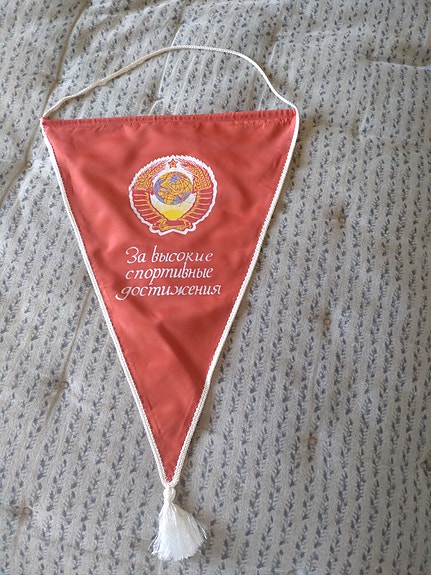 За высокие
спортивные
достижения